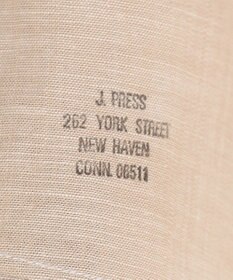 J. PRESS
262 YORK STREET
NEW HAVEN
CONN. 06511